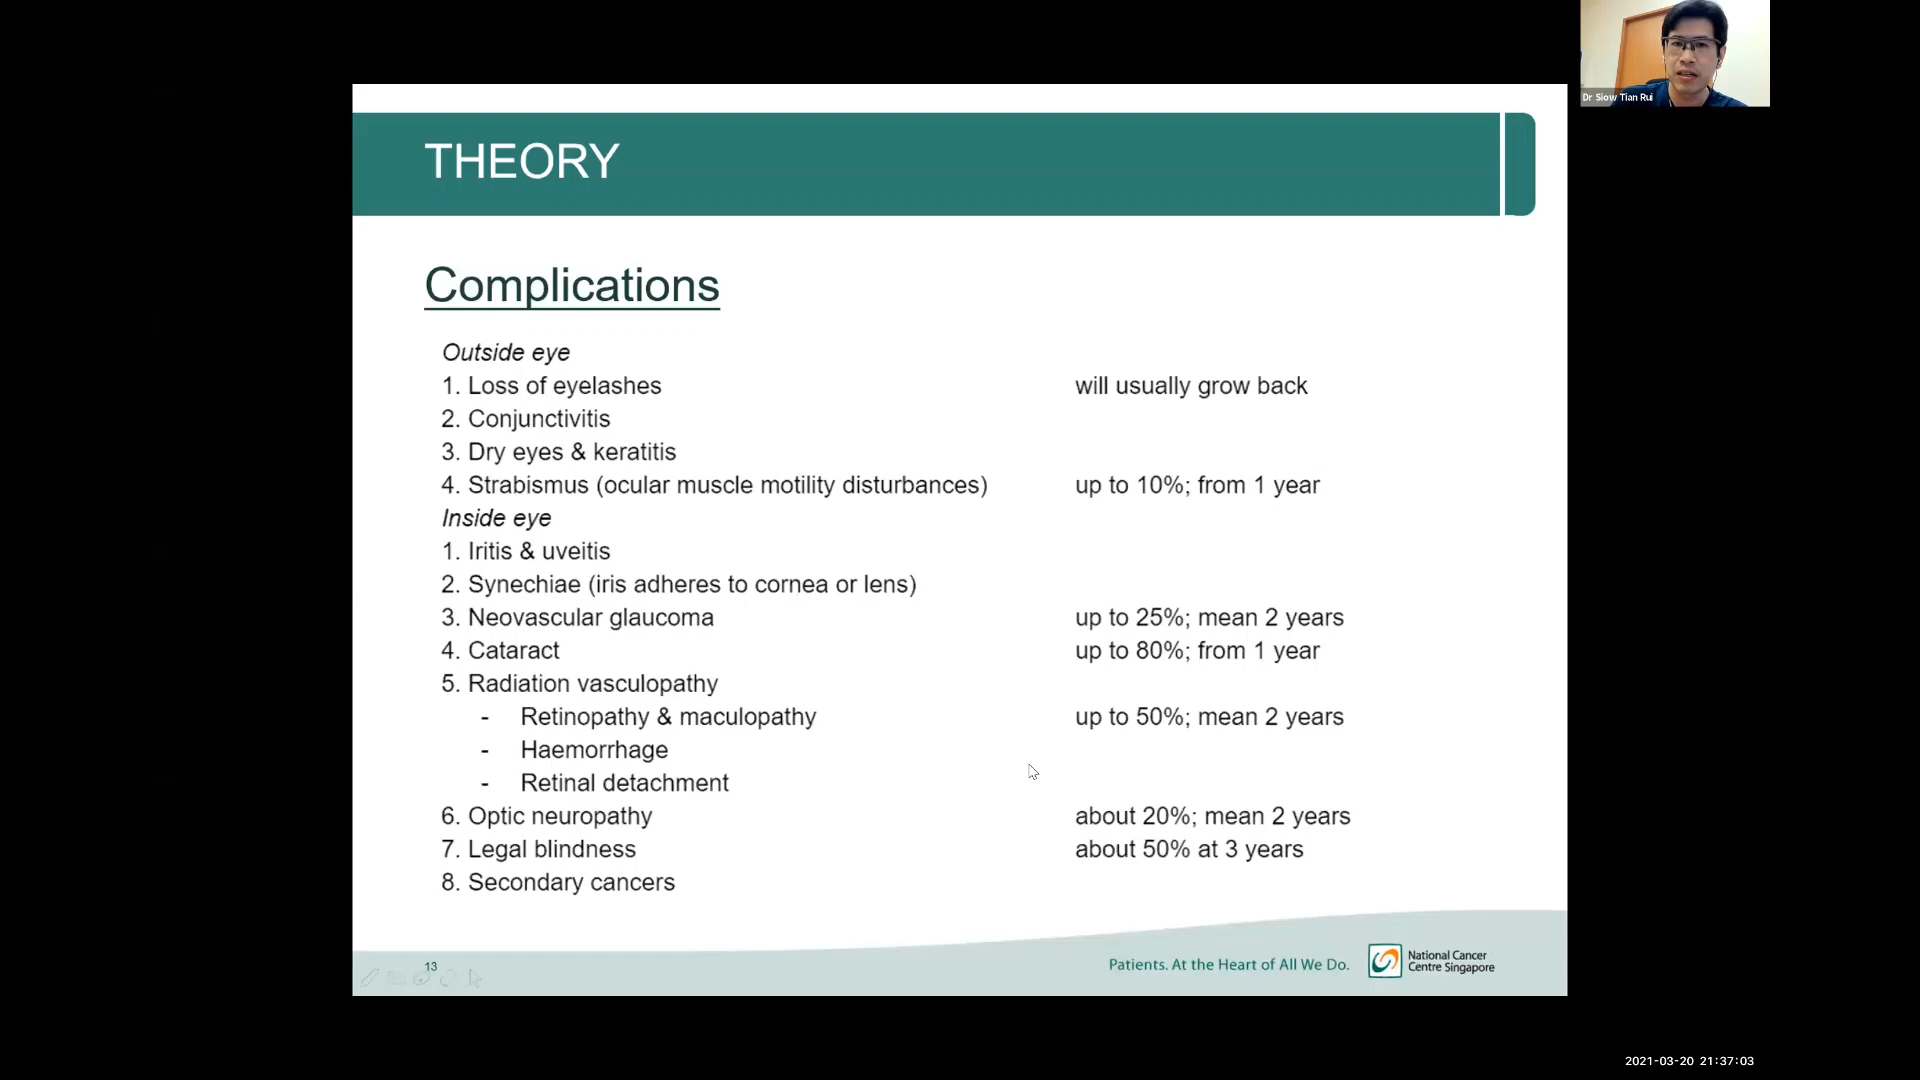 Dr Siow Tian Rui
THEORY
Complications
Outside eye
1. Loss of eyelashes will usually grow back
2. Conjunctivitis
3. Dry eyes & keratitis
4. Strabismus (ocular muscle motility disturbances) up to 10%; from 1 year
Inside eye
1. Iritis & uveitis
2. Synechiae (iris adheres to cornea or lens)
3. Neovascular glaucoma up to 25%; mean 2 years
4. Cataract up to 80%; from 1 year
5. Radiation vasculopathy
- Retinopathy & maculopathy up to 50%; mean 2 years
- Haemorrhage
- Retinal detachment
6. Optic neuropathy about 20%; mean 2 years
7. Legal blindness about 50% at 3 years
8. Secondary cancers
13
Patients. At the Heart of All We Do.
National Cancer
Centre Singapore
2021-03-20 21:37:03